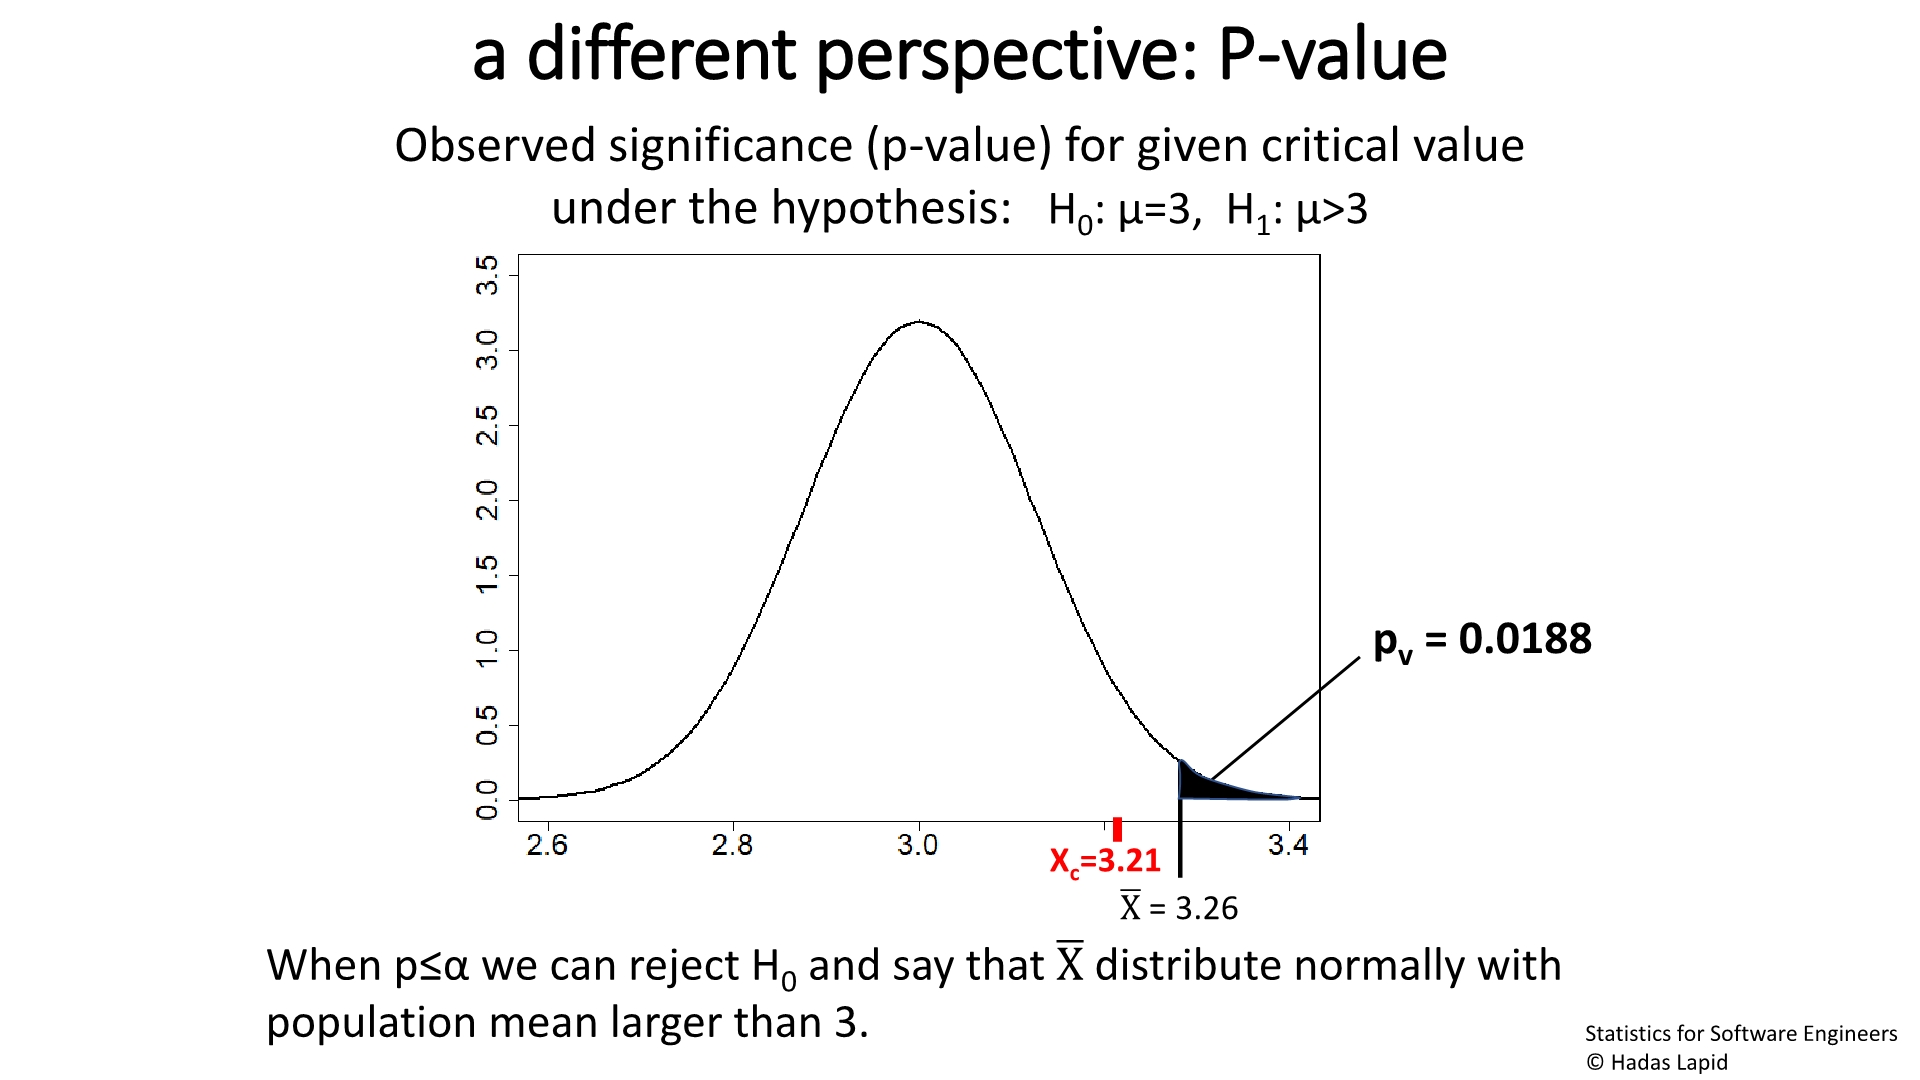 a different perspective: P-value
Observed significance (p-value) for given critical value
under the hypothesis: H₀: μ=3, H₁: μ>3
3.5
3.0
2.5
2.0
1.5
1.0
0.5
0.0
pᵥ = 0.0188
2.6 2.8 3.0 3.4
X꜀=3.21
X̅ = 3.26
When p≤α we can reject H₀ and say that X̅ distribute normally with
population mean larger than 3.
Statistics for Software Engineers
© Hadas Lapid